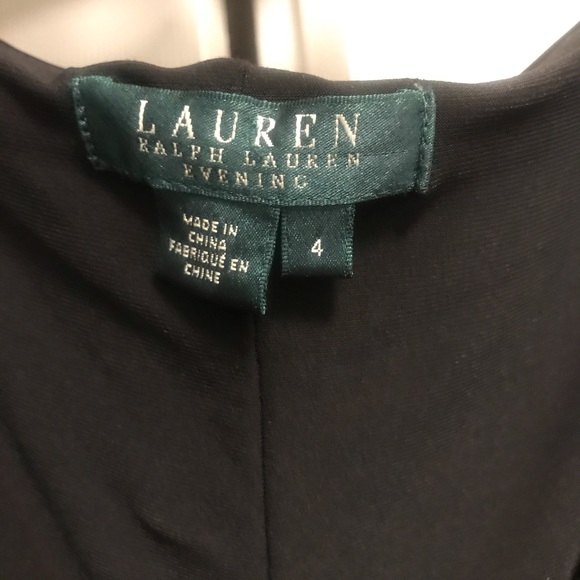 LAUREN
RALPH LAUREN
EVENING
MADE IN
CHINA
FABRIQUÉ EN
CHINE
4